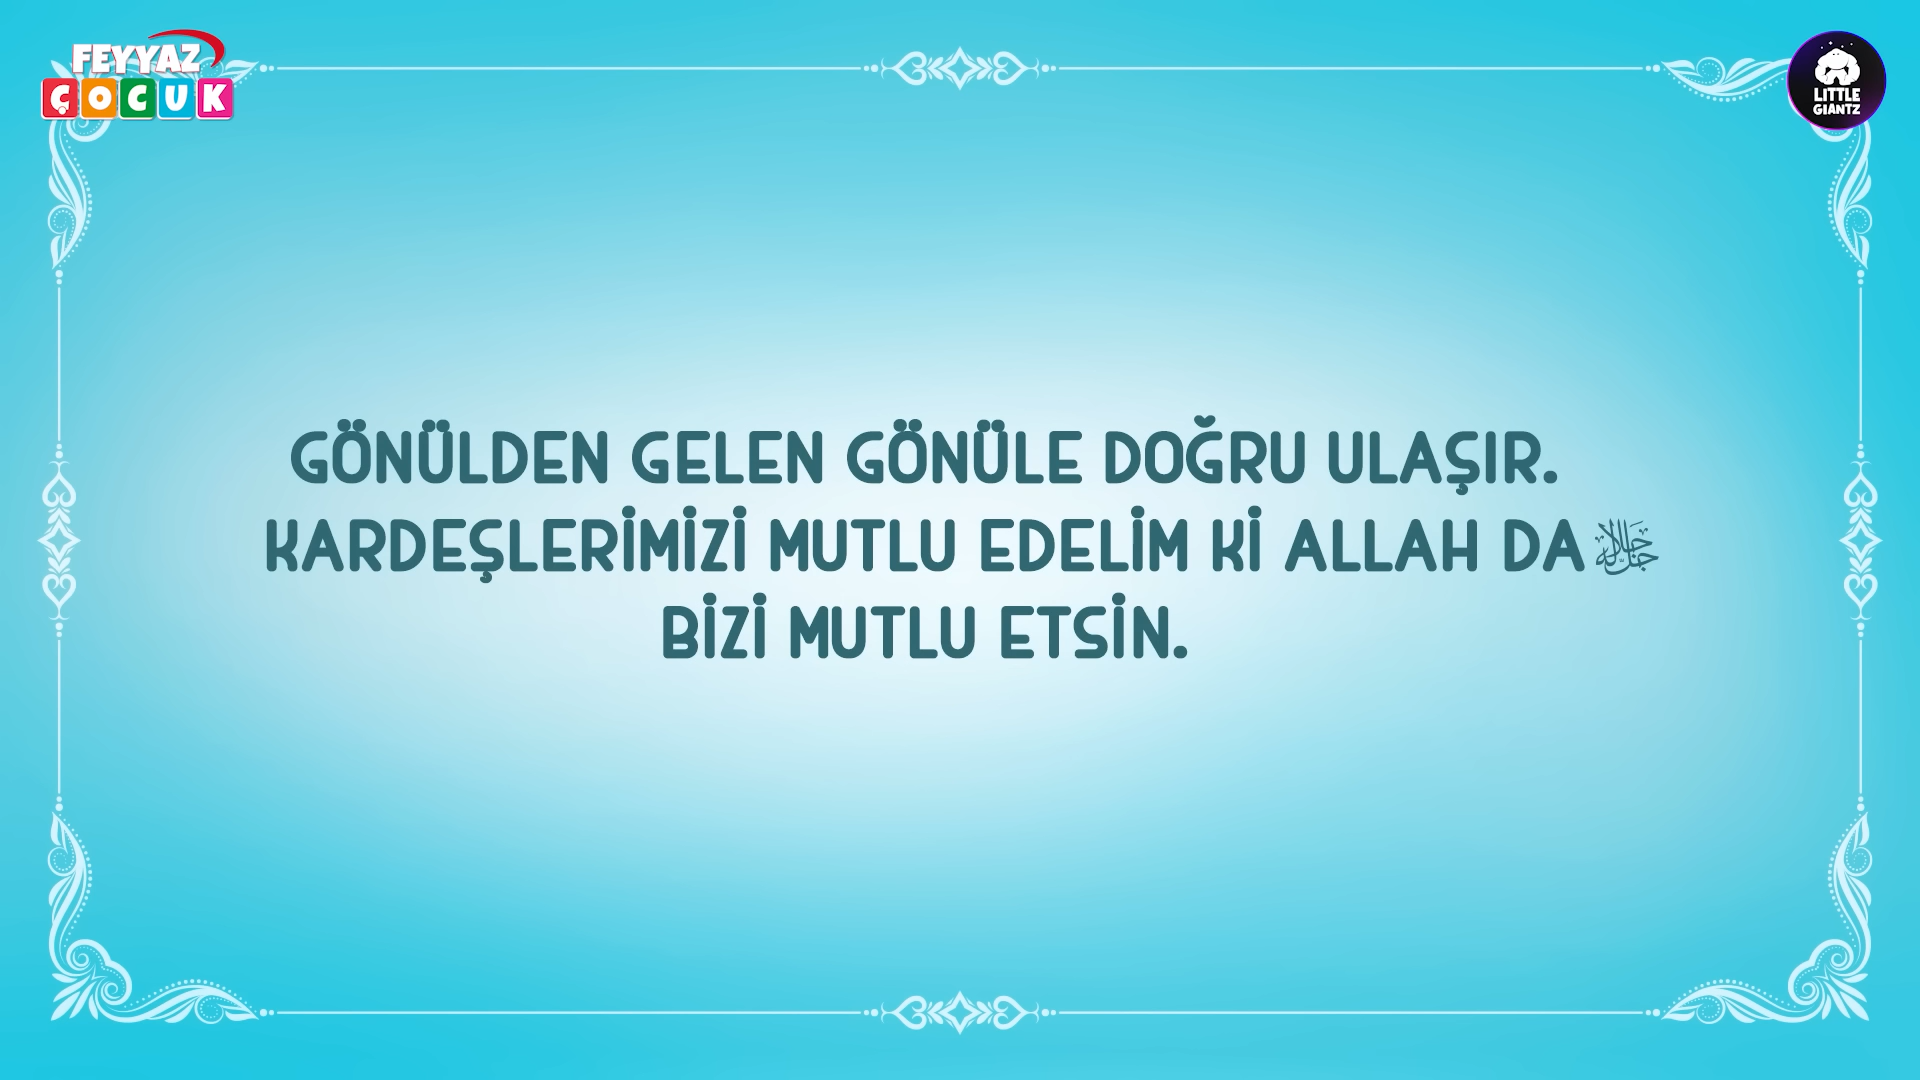 FEYYAZ
ÇOCUK
LITTLE
GIANTZ
GÖNÜLDEN GELEN GÖNÜLE DOĞRU ULAŞIR.
KARDEŞLERİMİZİ MUTLU EDELİM Kİ ALLAH DA ﷻ
BİZİ MUTLU ETSİN.